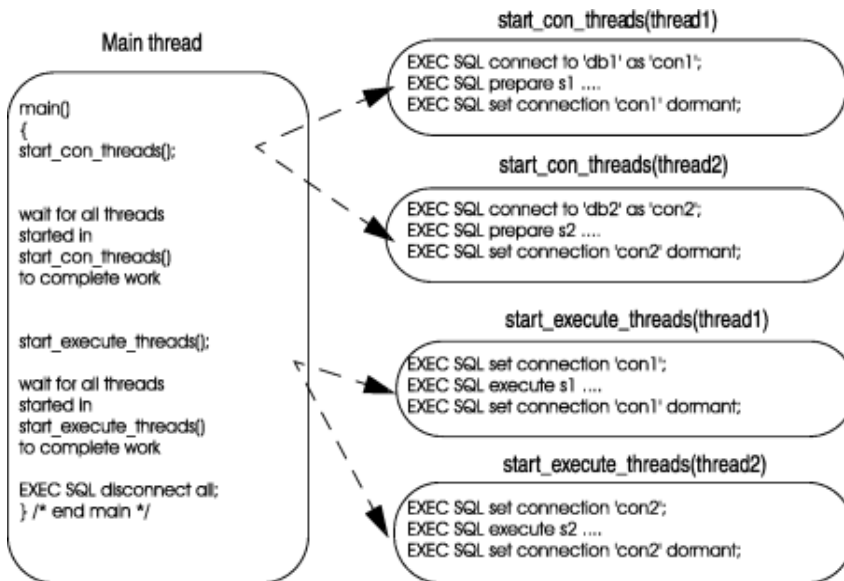 Main thread
main()
{
start_con_threads();
wait for all threads
started in
start_con_threads()
to complete work
start_execute_threads();
wait for all threads
started in
start_execute_threads()
to complete work
EXEC SQL disconnect all;
} /* end main */
start_con_threads(thread1)
EXEC SQL connect to 'db1' as 'con1';
EXEC SQL prepare s1 ....
EXEC SQL set connection 'con1' dormant;
start_con_threads(thread2)
EXEC SQL connect to 'db2' as 'con2';
EXEC SQL prepare s2 ....
EXEC SQL set connection 'con2' dormant;
start_execute_threads(thread1)
EXEC SQL set connection 'con1';
EXEC SQL execute s1 ....
EXEC SQL set connection 'con1' dormant;
start_execute_threads(thread2)
EXEC SQL set connection 'con2';
EXEC SQL execute s2 ....
EXEC SQL set connection 'con2' dormant;